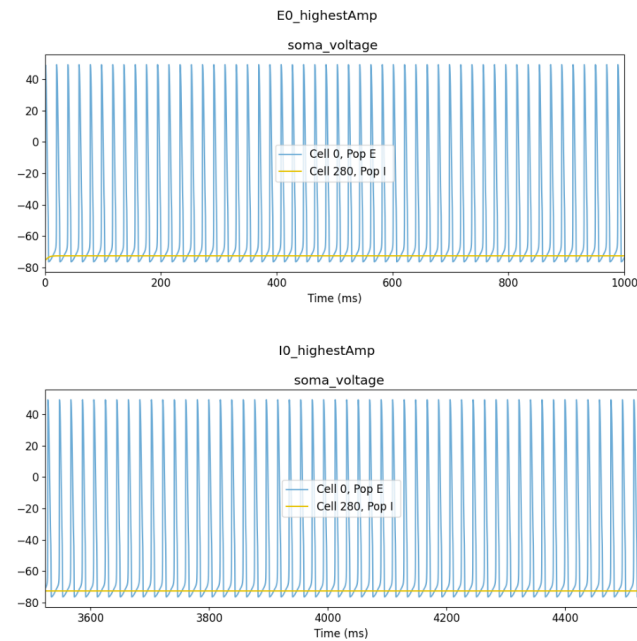 E0_highestAmp
soma_voltage
40
20
0
−20
−40
−60
−80
Cell 0, Pop E
Cell 280, Pop I
0 200 400 600 800 1000
Time (ms)
I0_highestAmp
soma_voltage
40
20
0
−20
−40
−60
−80
Cell 0, Pop E
Cell 280, Pop I
3600 3800 4000 4200 4400
Time (ms)